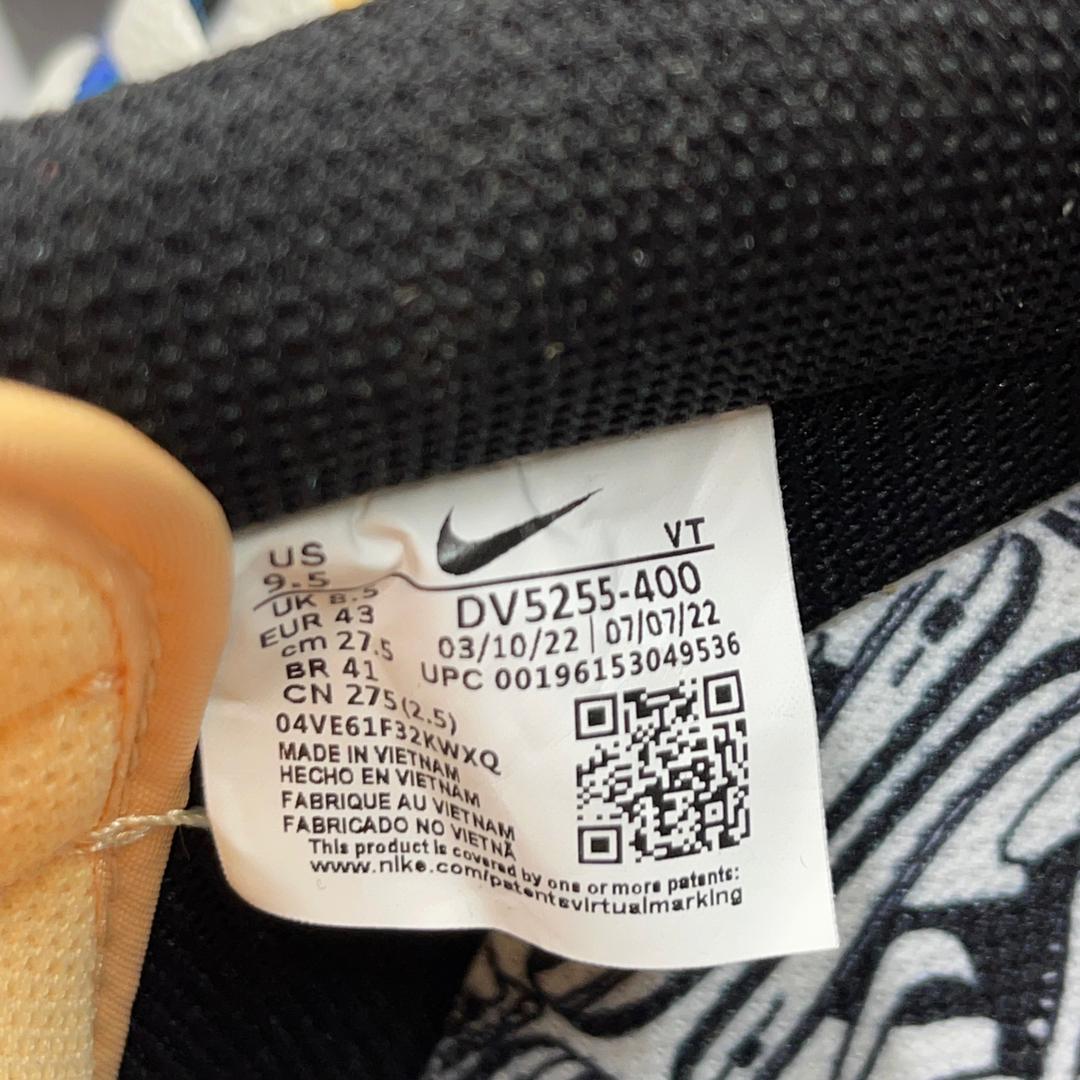 VT
US
9.5
UK 8.5
EUR 43
cm 27.5
BR 41
CN 275(2.5)
04VE61F32KWXQ
MADE IN VIETNAM
HECHO EN VIETNAM
FABRIQUE AU VIETNAM
FABRICADO NO VIETNÃ
DV5255-400
03/10/22 | 07/07/22
UPC 00196153049536
This product is covered by one or more patents:
www.nike.com/patentsvirtualmarking